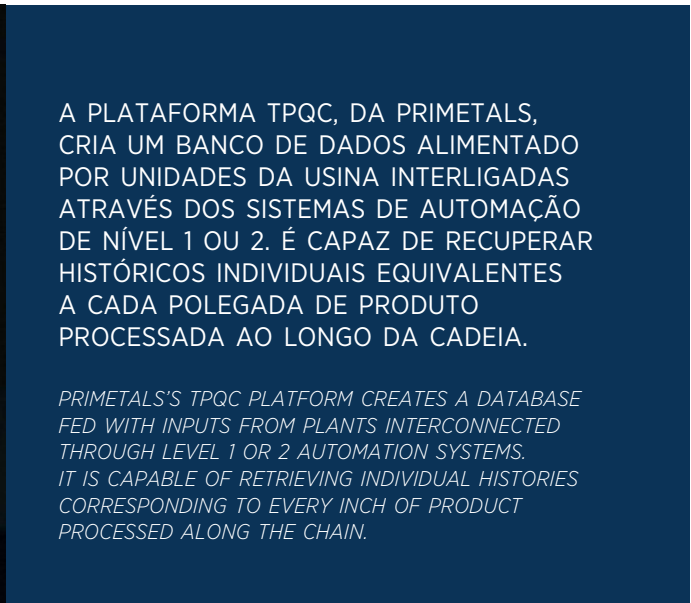 A PLATAFORMA TPQC, DA PRIMETALS,
CRIA UM BANCO DE DADOS ALIMENTADO
POR UNIDADES DA USINA INTERLIGADAS
ATRAVÉS DOS SISTEMAS DE AUTOMAÇÃO
DE NÍVEL 1 OU 2. É CAPAZ DE RECUPERAR
HISTÓRICOS INDIVIDUAIS EQUIVALENTES
A CADA POLEGADA DE PRODUTO
PROCESSADA AO LONGO DA CADEIA.
PRIMETALS'S TPQC PLATFORM CREATES A DATABASE
FED WITH INPUTS FROM PLANTS INTERCONNECTED
THROUGH LEVEL 1 OR 2 AUTOMATION SYSTEMS.
IT IS CAPABLE OF RETRIEVING INDIVIDUAL HISTORIES
CORRESPONDING TO EVERY INCH OF PRODUCT
PROCESSED ALONG THE CHAIN.